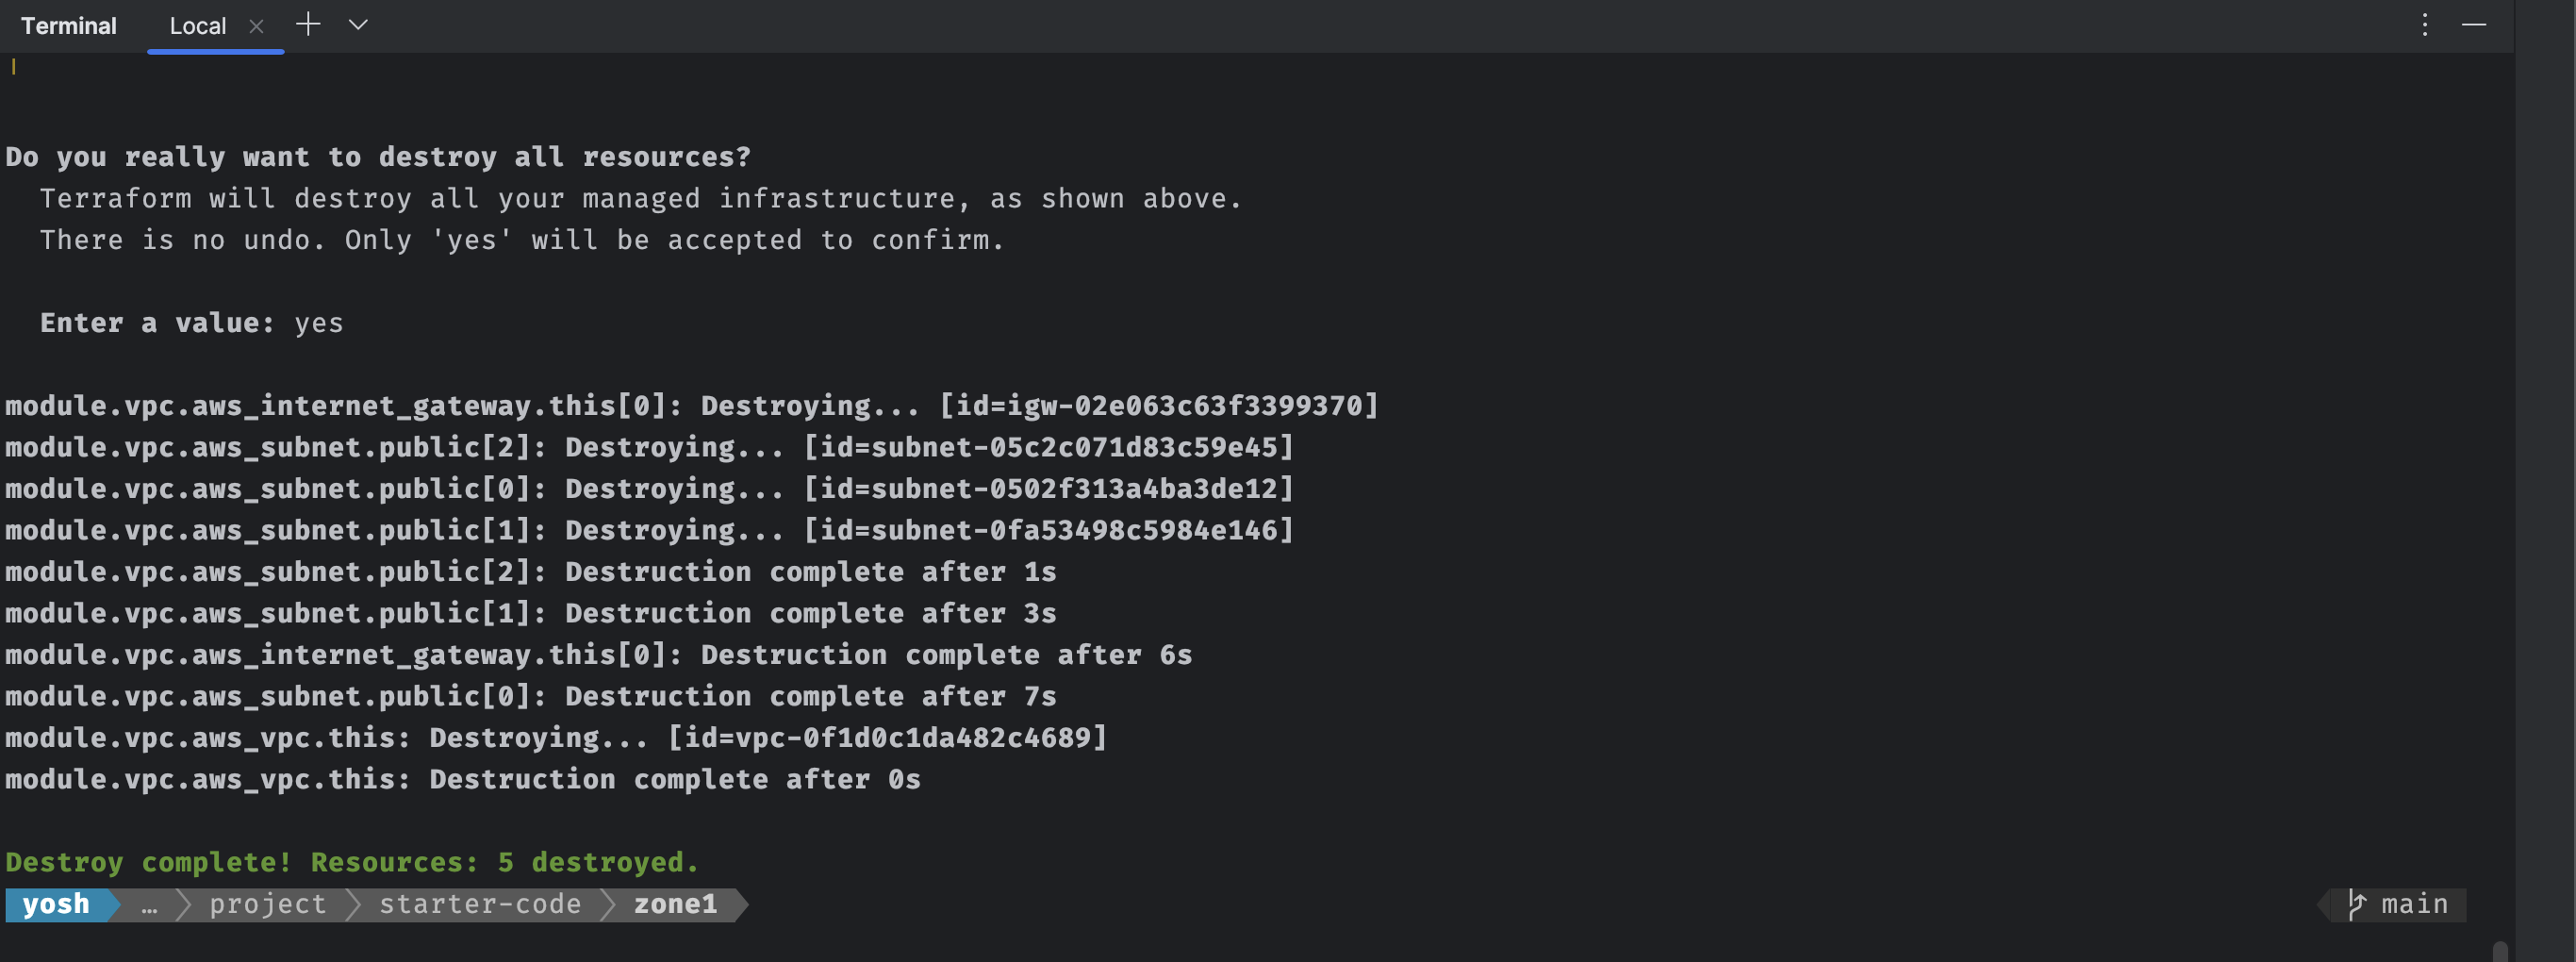 Terminal Local
Do you really want to destroy all resources?
Terraform will destroy all your managed infrastructure, as shown above.
There is no undo. Only 'yes' will be accepted to confirm.
Enter a value: yes
module.vpc.aws_internet_gateway.this[0]: Destroying... [id=igw-02e063c63f3399370]
module.vpc.aws_subnet.public[2]: Destroying... [id=subnet-05c2c071d83c59e45]
module.vpc.aws_subnet.public[0]: Destroying... [id=subnet-0502f313a4ba3de12]
module.vpc.aws_subnet.public[1]: Destroying... [id=subnet-0fa53498c5984e146]
module.vpc.aws_subnet.public[2]: Destruction complete after 1s
module.vpc.aws_subnet.public[1]: Destruction complete after 3s
module.vpc.aws_internet_gateway.this[0]: Destruction complete after 6s
module.vpc.aws_subnet.public[0]: Destruction complete after 7s
module.vpc.aws_vpc.this: Destroying... [id=vpc-0f1d0c1da482c4689]
module.vpc.aws_vpc.this: Destruction complete after 0s
Destroy complete! Resources: 5 destroyed.
yosh … project starter-code zone1 main